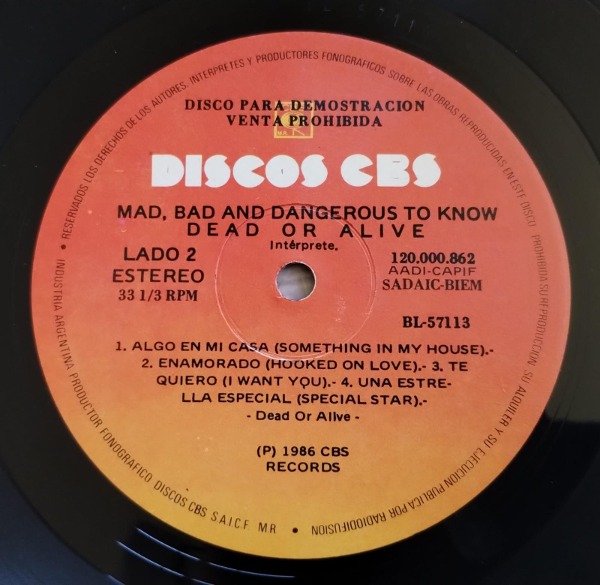 RESERVADOS LOS DERECHOS DE LOS AUTORES, INTERPRETES Y PRODUCTORES FONOGRAFICOS SOBRE LAS OBRAS REPRODUCIDAS EN ESTE DISCO PROHIBIDA SU REPRODUCCION, SU ALQUILER Y SU EJECUCION PUBLICA POR RADIODIFUSION
DISCO PARA DEMOSTRACION
VENTA PROHIBIDA
M.R.
DISCOS CBS
MAD, BAD AND DANGEROUS TO KNOW
DEAD OR ALIVE
Intérprete.
LADO 2
ESTEREO
33 1/3 RPM
120.000.862
AADI-CAPIF
SADAIC-BIEM
BL-57113
1. ALGO EN MI CASA (SOMETHING IN MY HOUSE).-
2. ENAMORADO (HOOKED ON LOVE).- 3. TE
QUIERO (I WANT YOU).- 4. UNA ESTRE-
LLA ESPECIAL (SPECIAL STAR).-
- Dead Or Alive -
(P) 1986 CBS
RECORDS
INDUSTRIA ARGENTINA PRODUCTOR FONOGRAFICO DISCOS CBS S.A.I.C.F. M.R.